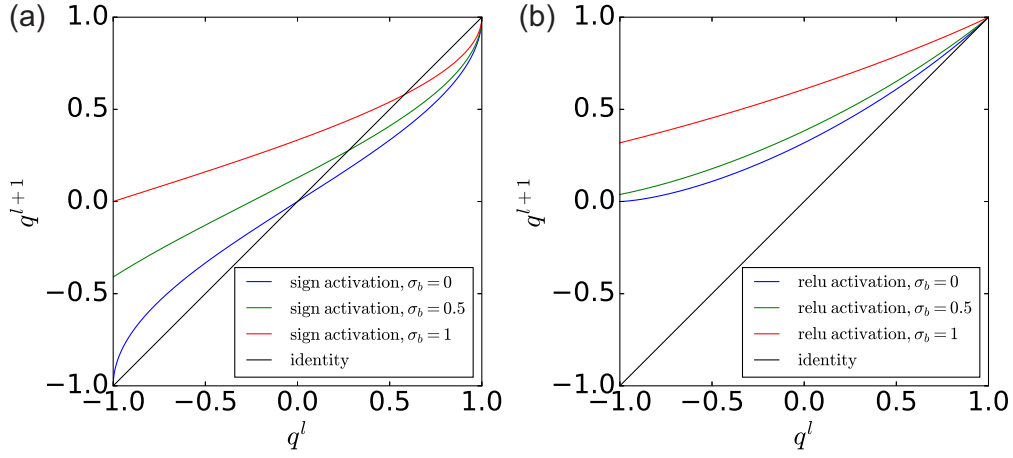 (a)
1.0
0.5
0.0
−0.5
−1.0
q^{l+1}
sign activation, σ_b = 0
sign activation, σ_b = 0.5
sign activation, σ_b = 1
identity
−1.0 −0.5 0.0 0.5 1.0
q^l
(b)
1.0
0.5
0.0
−0.5
−1.0
q^{l+1}
relu activation, σ_b = 0
relu activation, σ_b = 0.5
relu activation, σ_b = 1
identity
−1.0 −0.5 0.0 0.5 1.0
q^l